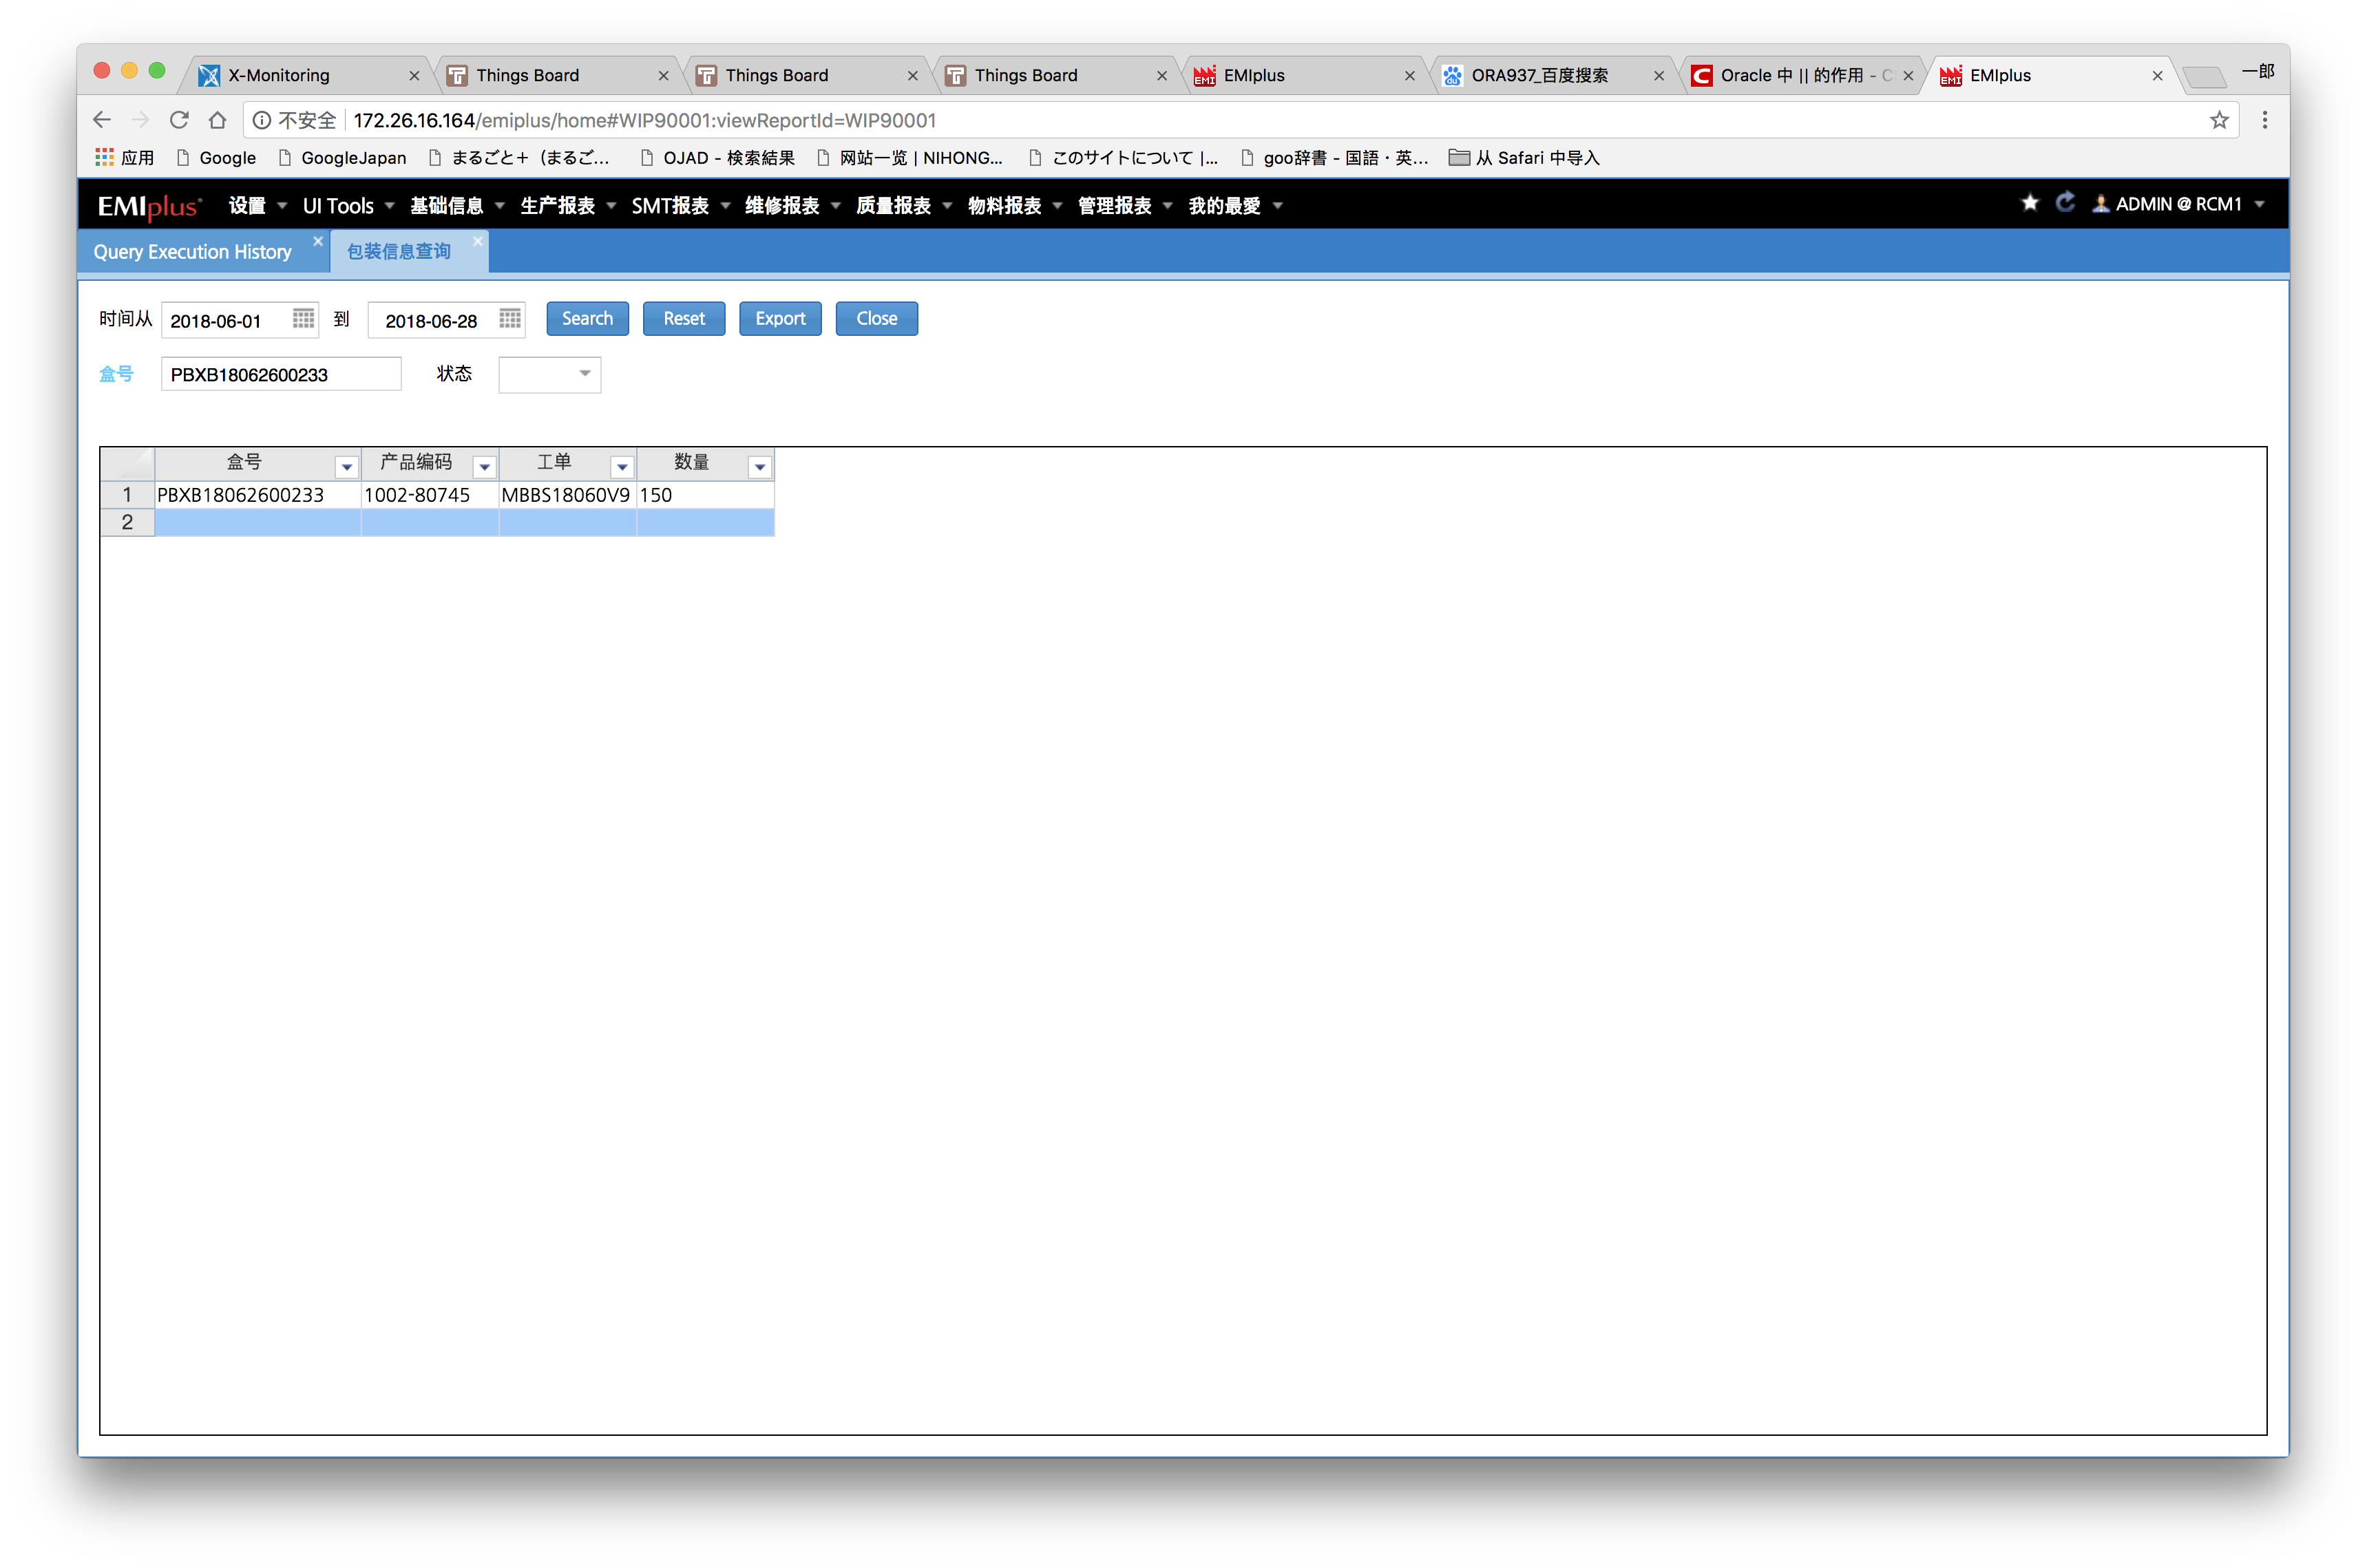 X-Monitoring Things Board Things Board Things Board EMIplus ORA937_百度搜索 Oracle 中 || 的作用 - C EMIplus 一郎
不安全 172.26.16.164/emiplus/home#WIP90001:viewReportId=WIP90001
应用 Google GoogleJapan まるごと+（まるご... OJAD - 検索結果 网站一览 | NIHONG... このサイトについて |... goo辞書 - 国語・英... 从 Safari 中导入
EMIplus 设置 UI Tools 基础信息 生产报表 SMT报表 维修报表 质量报表 物料报表 管理报表 我的最爱 ADMIN @ RCM1
Query Execution History 包装信息查询
时间从 2018-06-01 到 2018-06-28 Search Reset Export Close
盒号 PBXB18062600233 状态
盒号 产品编码 工单 数量
1 PBXB18062600233 1002-80745 MBBS18060V9 150
2